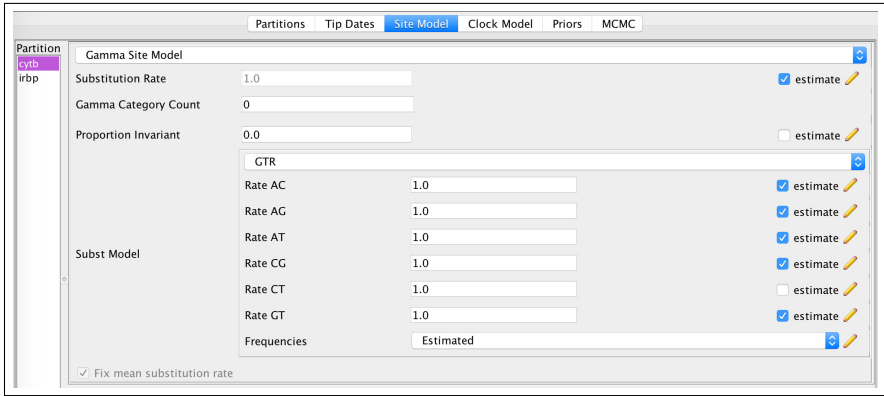 Partitions Tip Dates Site Model Clock Model Priors MCMC
Partition
cytb
irbp
Gamma Site Model
Substitution Rate 1.0 estimate
Gamma Category Count 0
Proportion Invariant 0.0 estimate
GTR
Rate AC 1.0 estimate
Rate AG 1.0 estimate
Rate AT 1.0 estimate
Rate CG 1.0 estimate
Subst Model
Rate CT 1.0 estimate
Rate GT 1.0 estimate
Frequencies Estimated
Fix mean substitution rate